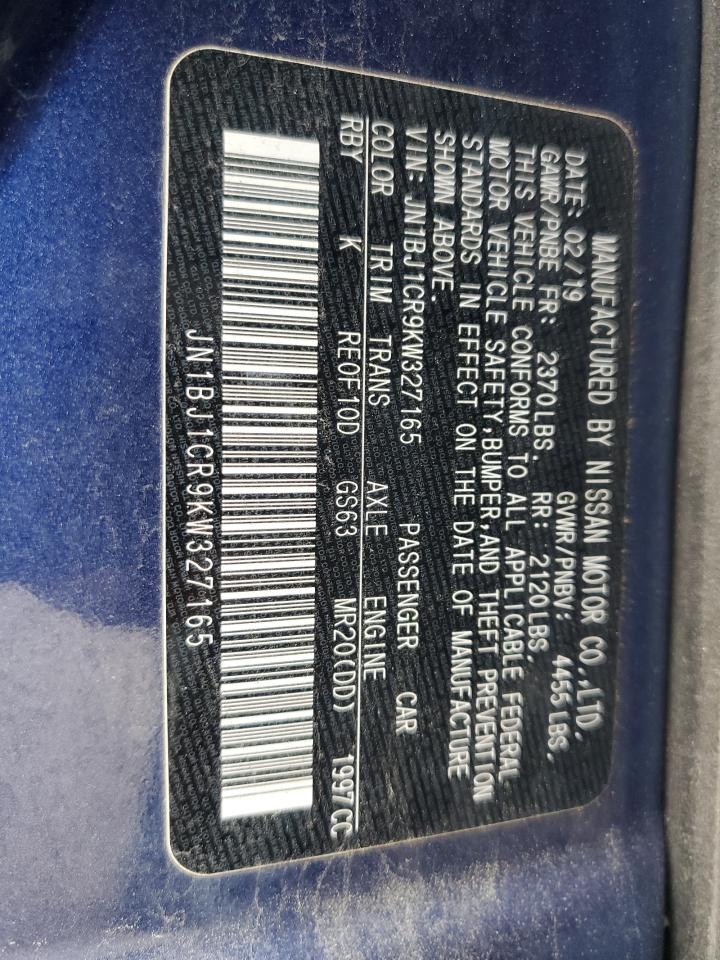 MANUFACTURED BY NISSAN MOTOR CO.,LTD.
DATE: 02/19 GVWR/PNBV: 4455 LBS.
GAWR/PNBE FR: 2370LBS. RR: 2120LBS.
THIS VEHICLE CONFORMS TO ALL APPLICABLE FEDERAL
MOTOR VEHICLE SAFETY,BUMPER,AND THEFT PREVENTION
STANDARDS IN EFFECT ON THE DATE OF MANUFACTURE
SHOWN ABOVE.
VIN: JN1BJ1CR9KW327165 PASSENGER CAR
COLOR TRIM TRANS AXLE ENGINE
RBY K RE0F10D GS63 MR20(DD) 1997CC
JN1BJ1CR9KW327165